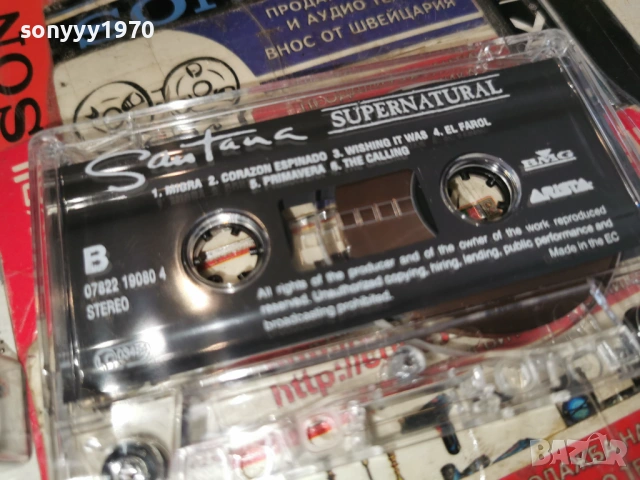 sonyyy1970
SON
ПРОДА
И АУДИО
ВНОС ОТ ШВЕЙЦАРИЯ
Santana SUPERNATURAL
1. MIGRA 2. CORAZON ESPINADO 3. WISHING IT WAS 4. EL FAROL
5. PRIMAVERA 6. THE CALLING
B
07822 19080 4
STEREO
BMG
ARISTA
All rights of the producer and of the owner of the work reproduced
reserved. Unauthorised copying, hiring, lending, public performance and
broadcasting prohibited.
Made in the EC
http://c
BAZAR